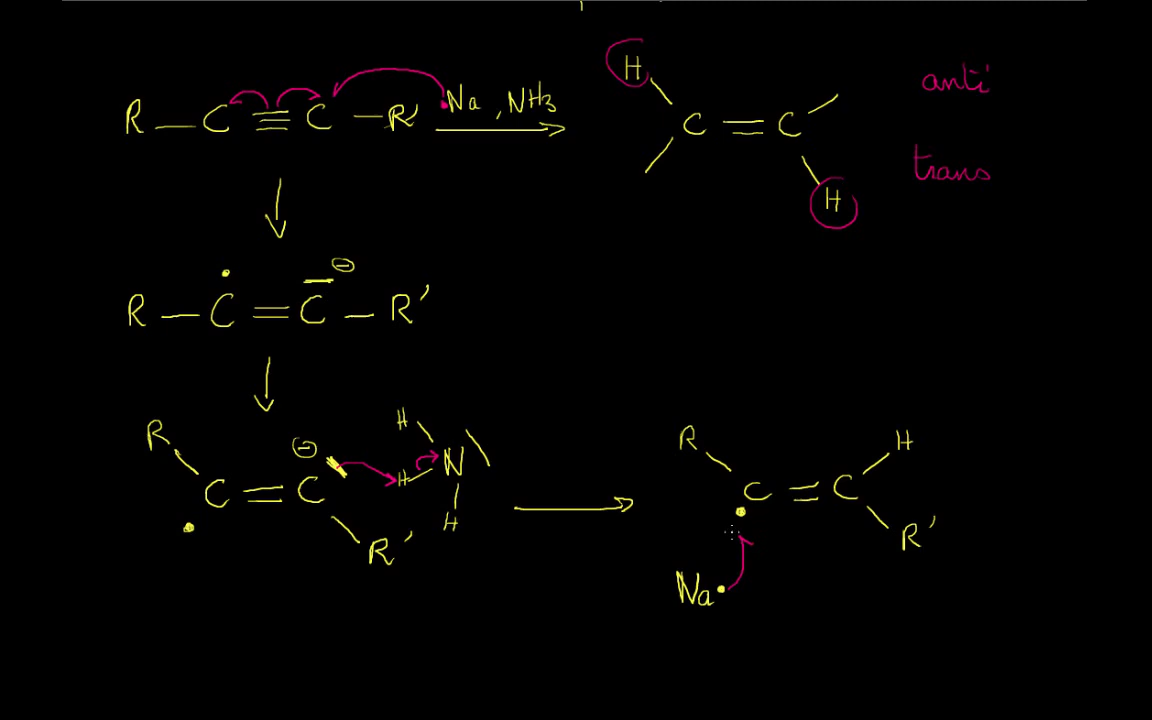 R — C ≡ C — R' Na , NH3 H C = C H anti
trans
R — C = C ⊖ — R'
R C = C ⊖ R' H H N H
R C = C H R'
Na